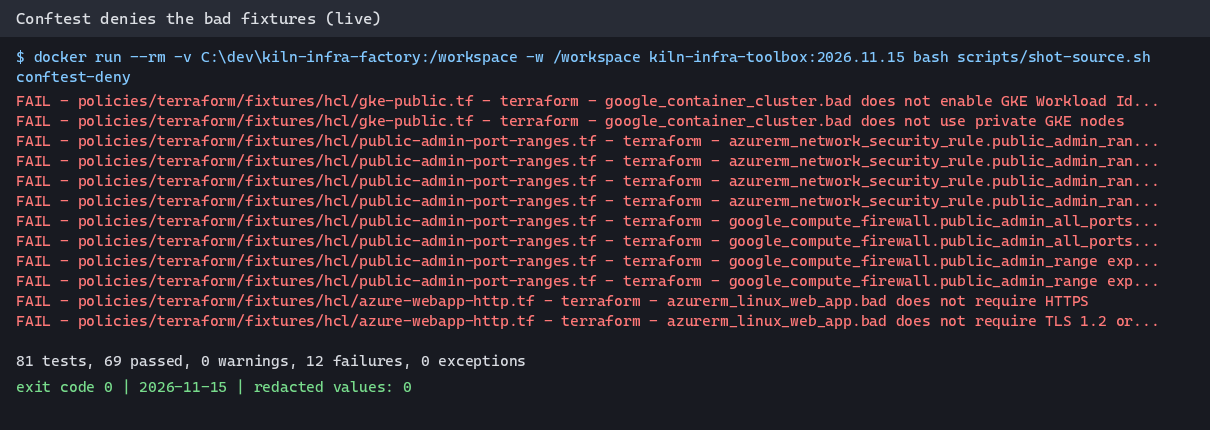 Conftest denies the bad fixtures (live)
$ docker run --rm -v C:\dev\kiln-infra-factory:/workspace -w /workspace kiln-infra-toolbox:2026.11.15 bash scripts/shot-source.sh
conftest-deny
FAIL - policies/terraform/fixtures/hcl/gke-public.tf - terraform - google_container_cluster.bad does not enable GKE Workload Id...
FAIL - policies/terraform/fixtures/hcl/gke-public.tf - terraform - google_container_cluster.bad does not use private GKE nodes
FAIL - policies/terraform/fixtures/hcl/public-admin-port-ranges.tf - terraform - azurerm_network_security_rule.public_admin_ran...
FAIL - policies/terraform/fixtures/hcl/public-admin-port-ranges.tf - terraform - azurerm_network_security_rule.public_admin_ran...
FAIL - policies/terraform/fixtures/hcl/public-admin-port-ranges.tf - terraform - azurerm_network_security_rule.public_admin_ran...
FAIL - policies/terraform/fixtures/hcl/public-admin-port-ranges.tf - terraform - azurerm_network_security_rule.public_admin_ran...
FAIL - policies/terraform/fixtures/hcl/public-admin-port-ranges.tf - terraform - google_compute_firewall.public_admin_all_ports...
FAIL - policies/terraform/fixtures/hcl/public-admin-port-ranges.tf - terraform - google_compute_firewall.public_admin_all_ports...
FAIL - policies/terraform/fixtures/hcl/public-admin-port-ranges.tf - terraform - google_compute_firewall.public_admin_range exp...
FAIL - policies/terraform/fixtures/hcl/public-admin-port-ranges.tf - terraform - google_compute_firewall.public_admin_range exp...
FAIL - policies/terraform/fixtures/hcl/azure-webapp-http.tf - terraform - azurerm_linux_web_app.bad does not require HTTPS
FAIL - policies/terraform/fixtures/hcl/azure-webapp-http.tf - terraform - azurerm_linux_web_app.bad does not require TLS 1.2 or...
81 tests, 69 passed, 0 warnings, 12 failures, 0 exceptions
exit code 0 | 2026-11-15 | redacted values: 0